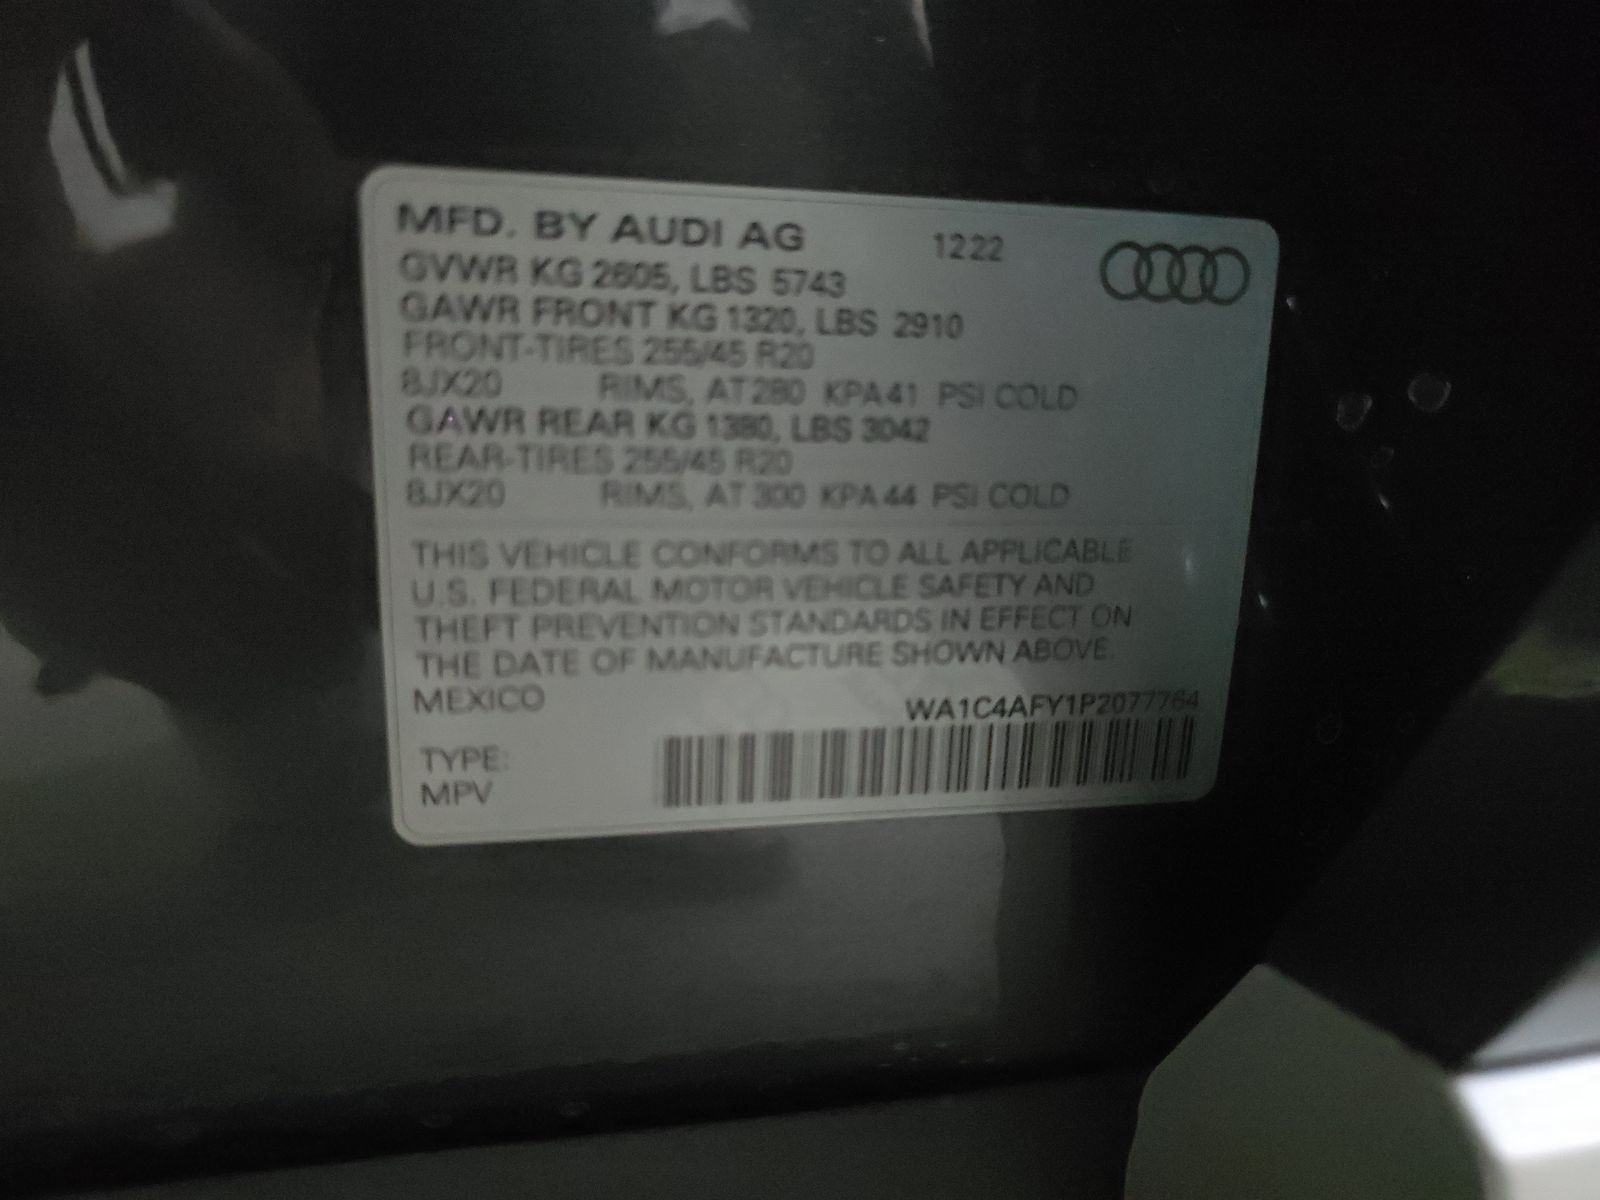 MFD. BY AUDI AG 1222
GVWR KG 2605, LBS 5743
GAWR FRONT KG 1320, LBS 2910
FRONT-TIRES 255/45 R20
8JX20 RIMS, AT 280 KPA 41 PSI COLD
GAWR REAR KG 1380, LBS 3042
REAR-TIRES 255/45 R20
8JX20 RIMS, AT 300 KPA 44 PSI COLD
THIS VEHICLE CONFORMS TO ALL APPLICABLE
U.S. FEDERAL MOTOR VEHICLE SAFETY AND
THEFT PREVENTION STANDARDS IN EFFECT ON
THE DATE OF MANUFACTURE SHOWN ABOVE.
MEXICO WA1C4AFY1P2077764
TYPE:
MPV